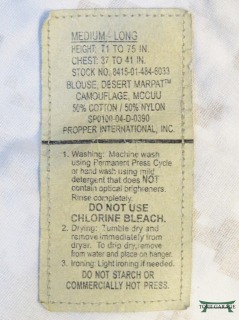 MEDIUM - LONG
HEIGHT: 71 TO 75 IN.
CHEST: 37 TO 41 IN.
STOCK NO. 8415-01-484-8033
BLOUSE, DESERT MARPAT™
CAMOUFLAGE, MCCUU
50% COTTON / 50% NYLON
SP0100-04-D-0390
PROPPER INTERNATIONAL, INC.
1. Washing: Machine wash
using Permanent Press Cycle
or hand wash using mild
detergent that does NOT
contain optical brighteners.
Rinse completely.
DO NOT USE
CHLORINE BLEACH.
2. Drying: Tumble dry and
remove immediately from
dryer. To drip dry, remove
from water and place on hanger.
3. Ironing: Light ironing if needed.
DO NOT STARCH OR
COMMERCIALLY HOT PRESS.